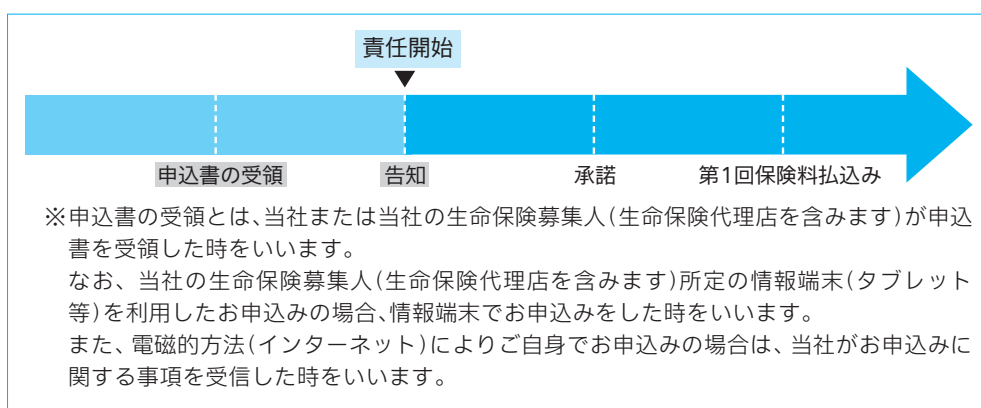 責任開始
申込書の受領
告知
承諾
第1回保険料払込み
※申込書の受領とは、当社または当社の生命保険募集人(生命保険代理店を含みます)が申込
書を受領した時をいいます。
なお、当社の生命保険募集人(生命保険代理店を含みます)所定の情報端末(タブレット
等)を利用したお申込みの場合、情報端末でお申込みをした時をいいます。
また、電磁的方法(インターネット)によりご自身でお申込みの場合は、当社がお申込みに
関する事項を受信した時をいいます。